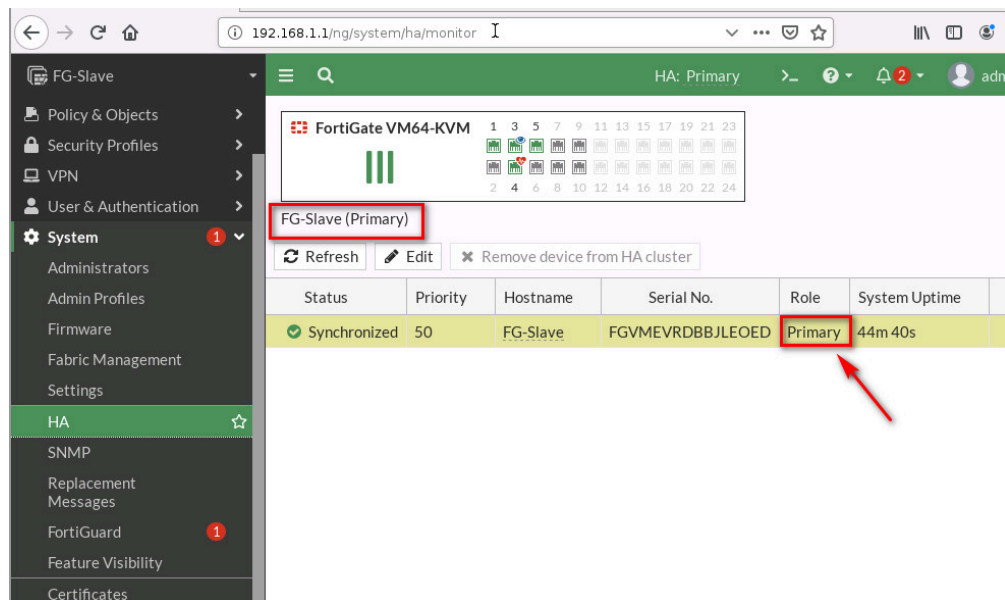 192.168.1.1/ng/system/ha/monitor
FG-Slave
HA: Primary
>_
?
2
adm
Policy & Objects
Security Profiles
VPN
User & Authentication
System 1
Administrators
Admin Profiles
Firmware
Fabric Management
Settings
HA
SNMP
Replacement
Messages
FortiGuard 1
Feature Visibility
Certificates
FortiGate VM64-KVM
1 3 5 7 9 11 13 15 17 19 21 23
2 4 6 8 10 12 14 16 18 20 22 24
FG-Slave (Primary)
Refresh Edit Remove device from HA cluster
Status Priority Hostname Serial No. Role System Uptime
Synchronized 50 FG-Slave FGVMEVRDBBJLEOED Primary 44m 40s